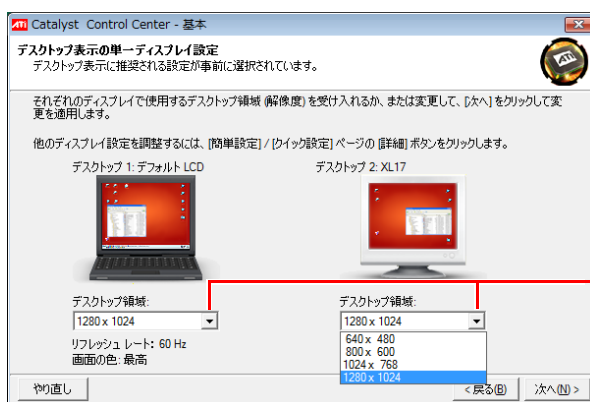 ATI Catalyst Control Center - 基本
デスクトップ表示の単一ディスプレイ設定
デスクトップ表示に推奨される設定が事前に選択されています。
ATI
それぞれのディスプレイで使用するデスクトップ領域 (解像度) を受け入れるか、または変更して、[次へ] をクリックして変
更を適用します。
他のディスプレイ設定を調整するには、[簡単設定] / [クイック設定] ページの [詳細] ボタンをクリックします。
デスクトップ 1: デフォルト LCD
デスクトップ 2: XL17
デスクトップ領域:
デスクトップ領域:
1280 x 1024
1280 x 1024
リフレッシュ レート: 60 Hz
画面の色: 最高
640 x 480
800 x 600
1024 x 768
1280 x 1024
やり直し
< 戻る(B)
次へ(N) >